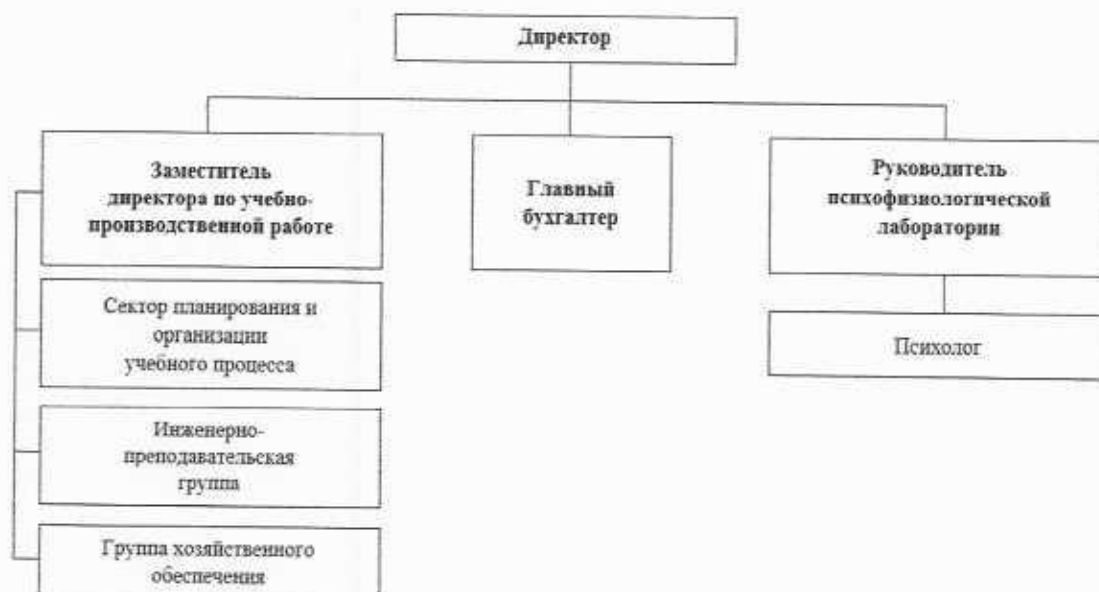 Директор
Заместитель
директора по учебно-
производственной работе
Главный
бухгалтер
Руководитель
психофизиологической
лаборатории
Сектор планирования и
организации
учебного процесса
Психолог
Инженерно-
преподавательская
группа
Группа хозяйственного
обеспечения